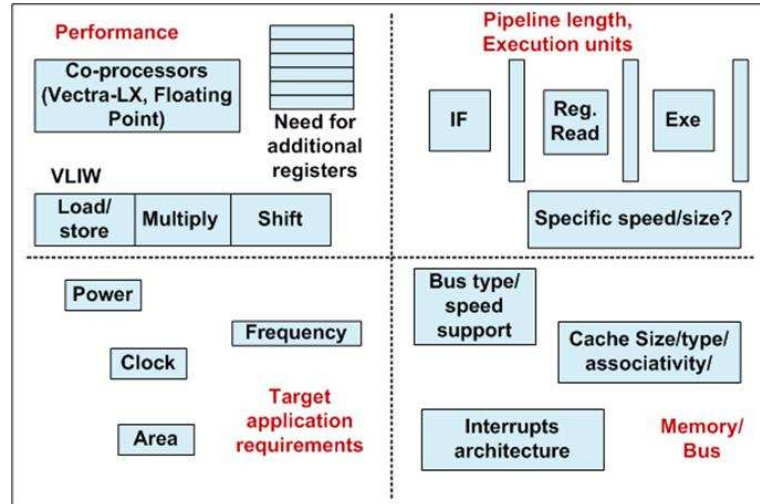 Performance
Co-processors
(Vectra-LX, Floating
Point)
Need for
additional
registers
VLIW
Load/
store
Multiply
Shift
Pipeline length,
Execution units
IF
Reg.
Read
Exe
Specific speed/size?
Power
Frequency
Clock
Area
Target
application
requirements
Bus type/
speed
support
Cache Size/type/
associativity/
Interrupts
architecture
Memory/
Bus